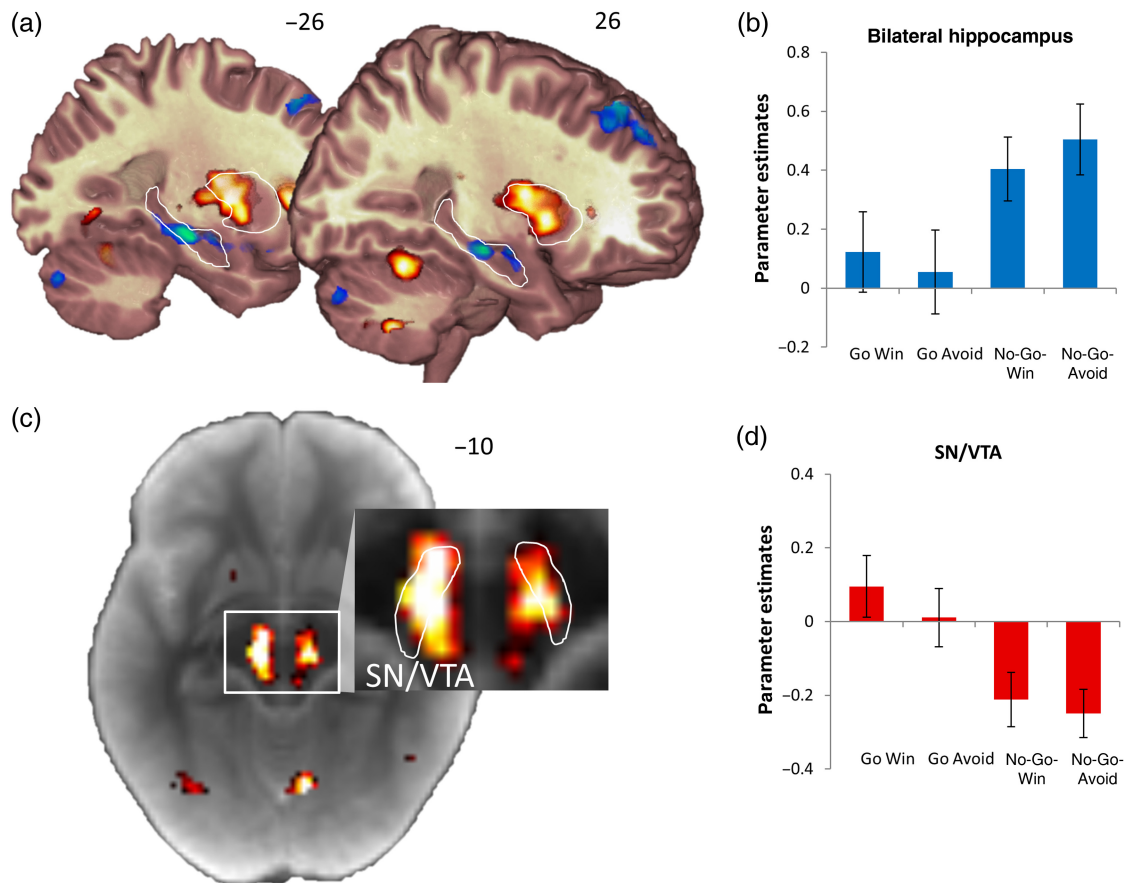 (a)
−26
26
(b)
Bilateral hippocampus
Parameter estimates
0.8
0.6
0.4
0.2
0
−0.2
Go Win
Go Avoid
No-Go-
Win
No-Go-
Avoid
(c)
−10
SN/VTA
(d)
SN/VTA
Parameter estimates
0.4
0.2
0
−0.2
−0.4
Go Win
Go Avoid
No-Go-
Win
No-Go-
Avoid